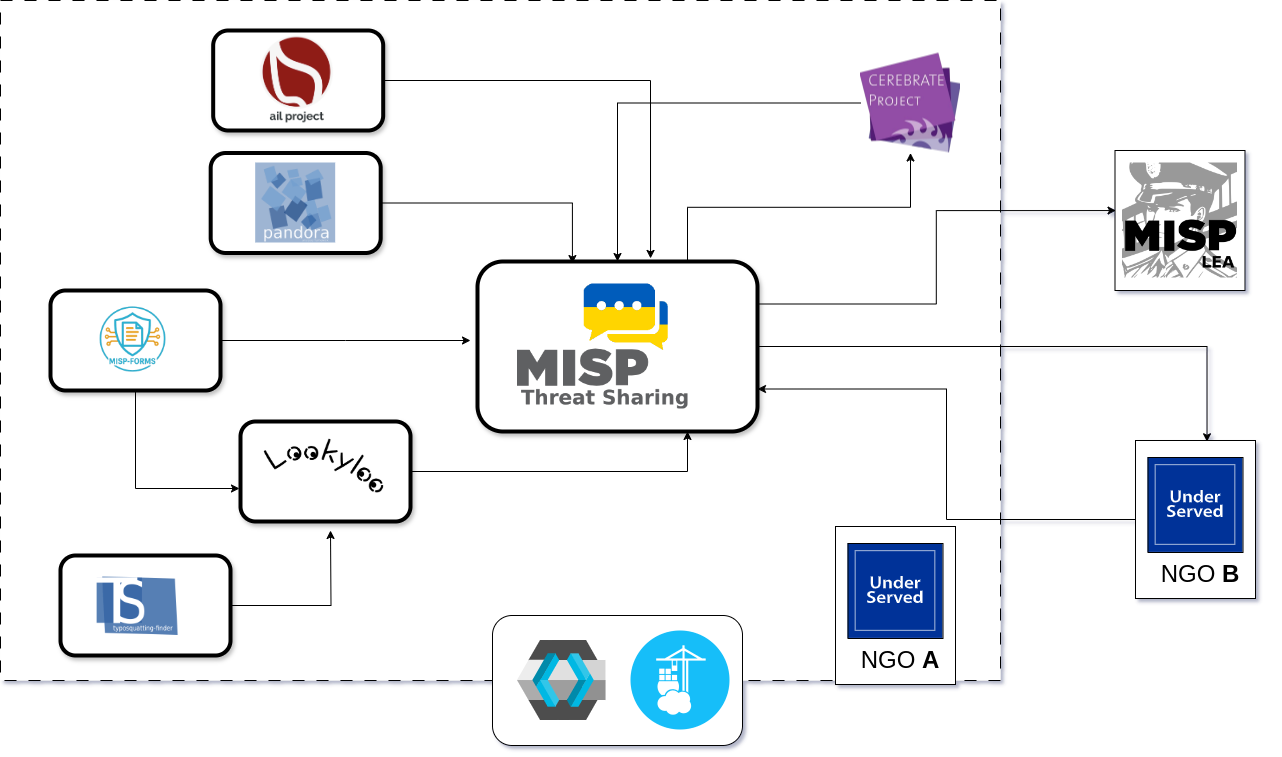 ail project
CEREBRATE
PROJECT
pandora
MISP
LEA
MISP-FORMS
MISP
Threat Sharing
Lookyloo
Under
Served
NGO B
Under
Served
NGO A
IS
typosquatting-finder